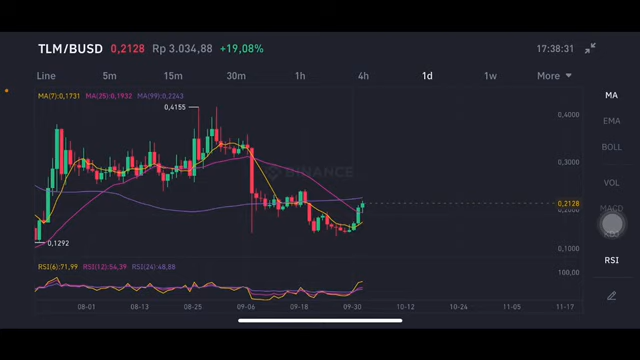 TLM/BUSD 0,2128 Rp 3.034,88 +19,08% 17:38:31
Line 5m 15m 30m 1h 4h 1d 1w More
MA(7):0,1731 MA(25):0,1932 MA(99):0,2243
MA
EMA
BOLL
VOL
MACD
RSI
0,4155
0,4000
0,3000
0,2128
0,2000
0,1000
BINANCE
0,1292
RSI(6):71,99 RSI(12):54,39 RSI(24):48,88
100,00
08-01 08-13 08-25 09-06 09-18 09-30 10-12 10-24 11-05 11-17